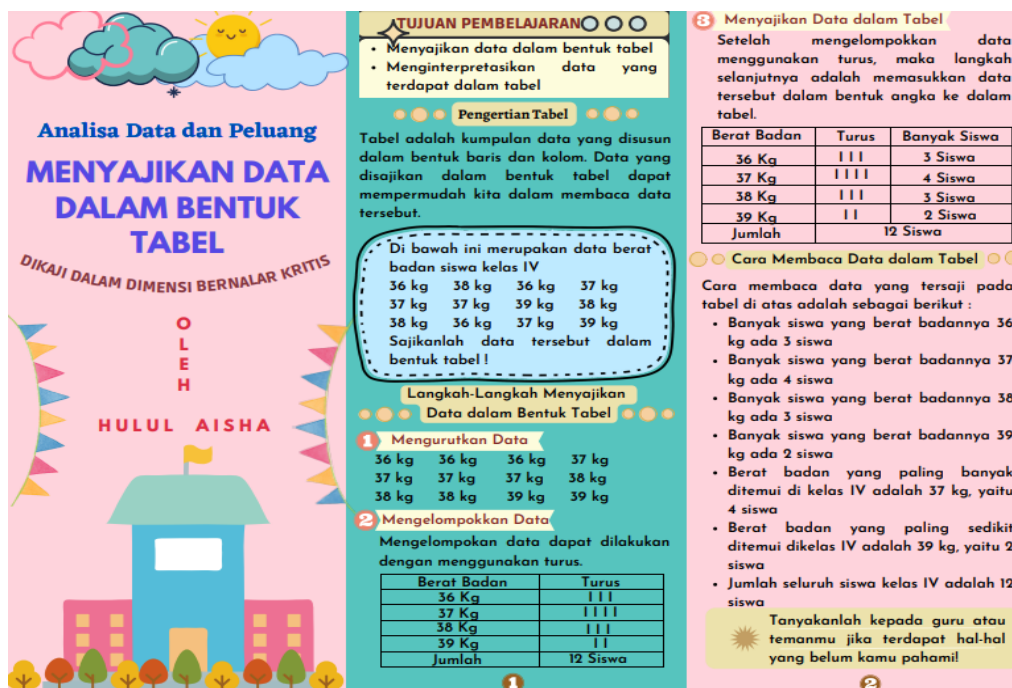 Analisa Data dan Peluang
MENYAJIKAN DATA
DALAM BENTUK
TABEL
DIKAJI DALAM DIMENSI BERNALAR KRITIS
OLEH
HULUL AISHA
TUJUAN PEMBELAJARAN
• Menyajikan data dalam bentuk tabel
• Menginterpretasikan data yang
terdapat dalam tabel
Pengertian Tabel
Tabel adalah kumpulan data yang disusun
dalam bentuk baris dan kolom. Data yang
disajikan dalam bentuk tabel dapat
mempermudah kita dalam membaca data
tersebut.
Di bawah ini merupakan data berat
badan siswa kelas IV
36 kg 38 kg 36 kg 37 kg
37 kg 37 kg 39 kg 38 kg
38 kg 36 kg 37 kg 39 kg
Sajikanlah data tersebut dalam
bentuk tabel !
Langkah-Langkah Menyajikan
Data dalam Bentuk Tabel
1 Mengurutkan Data
36 kg 36 kg 36 kg 37 kg
37 kg 37 kg 37 kg 38 kg
38 kg 38 kg 39 kg 39 kg
2 Mengelompokkan Data
Mengelompokan data dapat dilakukan
dengan menggunakan turus.
Berat Badan Turus
36 Kg I I I
37 Kg I I I I
38 Kg I I I
39 Kg I I
Jumlah 12 Siswa
1
3 Menyajikan Data dalam Tabel
Setelah mengelompokkan data
menggunakan turus, maka langkah
selanjutnya adalah memasukkan data
tersebut dalam bentuk angka ke dalam
tabel.
Berat Badan Turus Banyak Siswa
36 Kg I I I 3 Siswa
37 Kg I I I I 4 Siswa
38 Kg I I I 3 Siswa
39 Kg I I 2 Siswa
Jumlah 12 Siswa
Cara Membaca Data dalam Tabel
Cara membaca data yang tersaji pada
tabel di atas adalah sebagai berikut :
• Banyak siswa yang berat badannya 36
kg ada 3 siswa
• Banyak siswa yang berat badannya 37
kg ada 4 siswa
• Banyak siswa yang berat badannya 38
kg ada 3 siswa
• Banyak siswa yang berat badannya 39
kg ada 2 siswa
• Berat badan yang paling banyak
ditemui di kelas IV adalah 37 kg, yaitu
4 siswa
• Berat badan yang paling sedikit
ditemui dikelas IV adalah 39 kg, yaitu 2
siswa
• Jumlah seluruh siswa kelas IV adalah 12
siswa
Tanyakanlah kepada guru atau
temanmu jika terdapat hal-hal
yang belum kamu pahami!
2